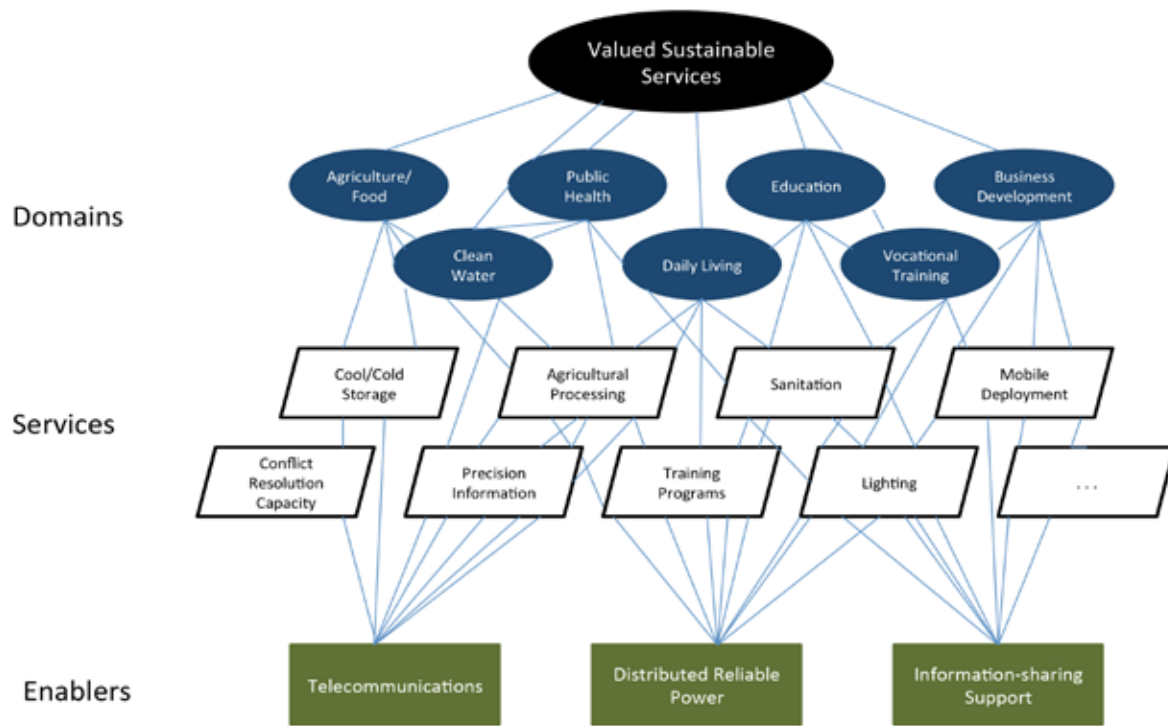 Valued Sustainable
Services
Domains
Agriculture/
Food
Public
Health
Education
Business
Development
Clean
Water
Daily Living
Vocational
Training
Services
Cool/Cold
Storage
Agricultural
Processing
Sanitation
Mobile
Deployment
Conflict
Resolution
Capacity
Precision
Information
Training
Programs
Lighting
...
Enablers
Telecommunications
Distributed Reliable
Power
Information-sharing
Support